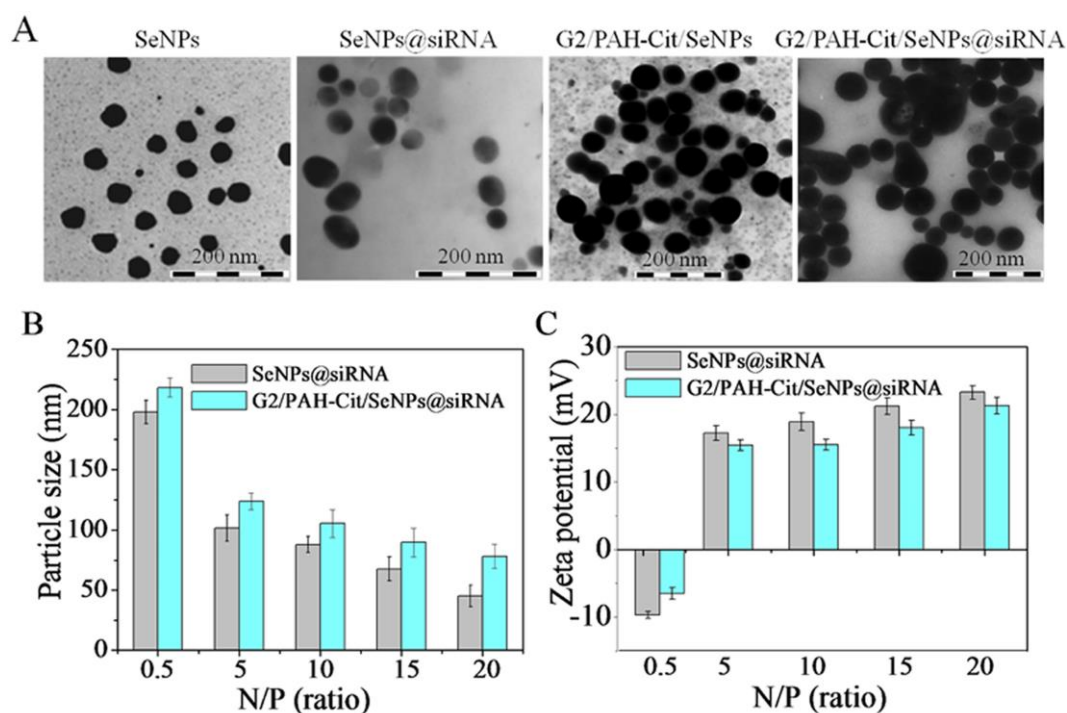 A
SeNPs SeNPs@siRNA G2/PAH-Cit/SeNPs G2/PAH-Cit/SeNPs@siRNA
200 nm 200 nm 200 nm 200 nm
B
250
200
150
100
50
0
Particle size (nm)
SeNPs@siRNA
G2/PAH-Cit/SeNPs@siRNA
0.5 5 10 15 20
N/P (ratio)
C
30
20
10
0
-10
Zeta potential (mV)
SeNPs@siRNA
G2/PAH-Cit/SeNPs@siRNA
0.5 5 10 15 20
N/P (ratio)